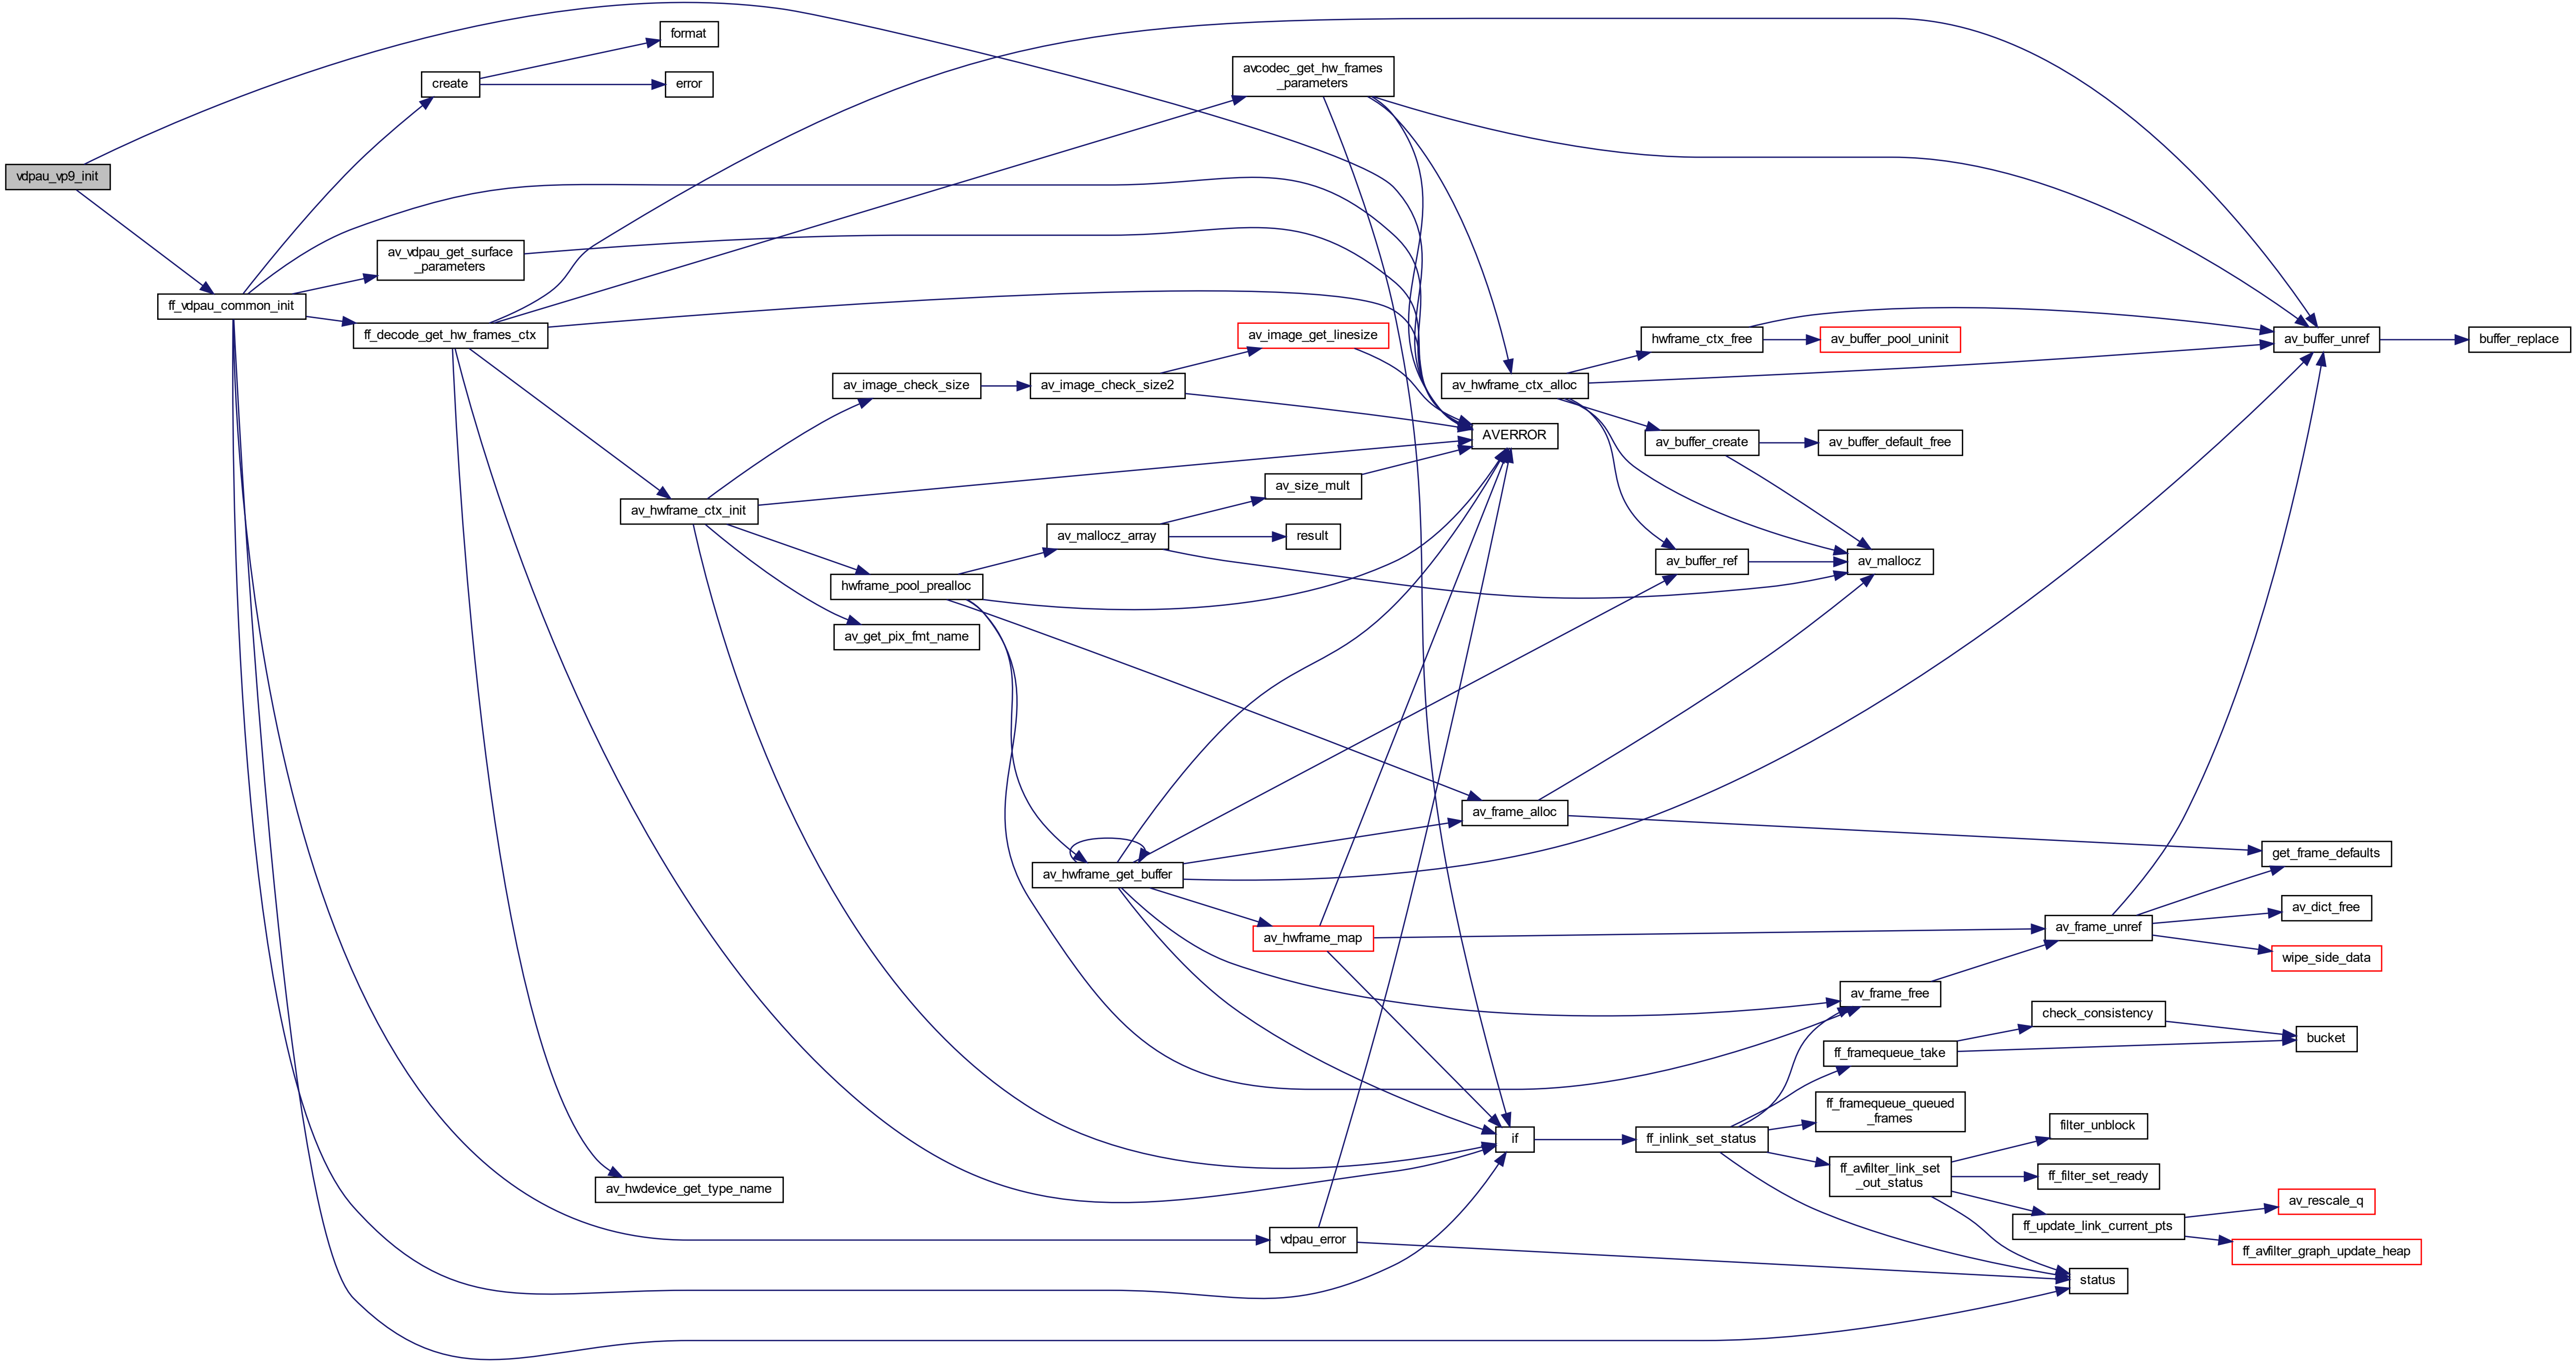 vdpau_vp9_init
ff_vdpau_common_init
create
format
error
av_vdpau_get_surface
_parameters
ff_decode_get_hw_frames_ctx
avcodec_get_hw_frames
_parameters
av_image_get_linesize
av_image_check_size
av_image_check_size2
av_hwframe_ctx_init
AVERROR
av_size_mult
av_mallocz_array
result
hwframe_pool_prealloc
av_get_pix_fmt_name
av_hwframe_ctx_alloc
hwframe_ctx_free
av_buffer_pool_uninit
av_buffer_unref
buffer_replace
av_buffer_create
av_buffer_default_free
av_buffer_ref
av_mallocz
av_frame_alloc
get_frame_defaults
av_hwframe_get_buffer
av_hwframe_map
av_frame_unref
av_dict_free
wipe_side_data
av_frame_free
check_consistency
bucket
ff_framequeue_take
ff_framequeue_queued
_frames
if
ff_inlink_set_status
filter_unblock
ff_avfilter_link_set
_out_status
ff_filter_set_ready
av_hwdevice_get_type_name
av_rescale_q
ff_update_link_current_pts
ff_avfilter_graph_update_heap
vdpau_error
status